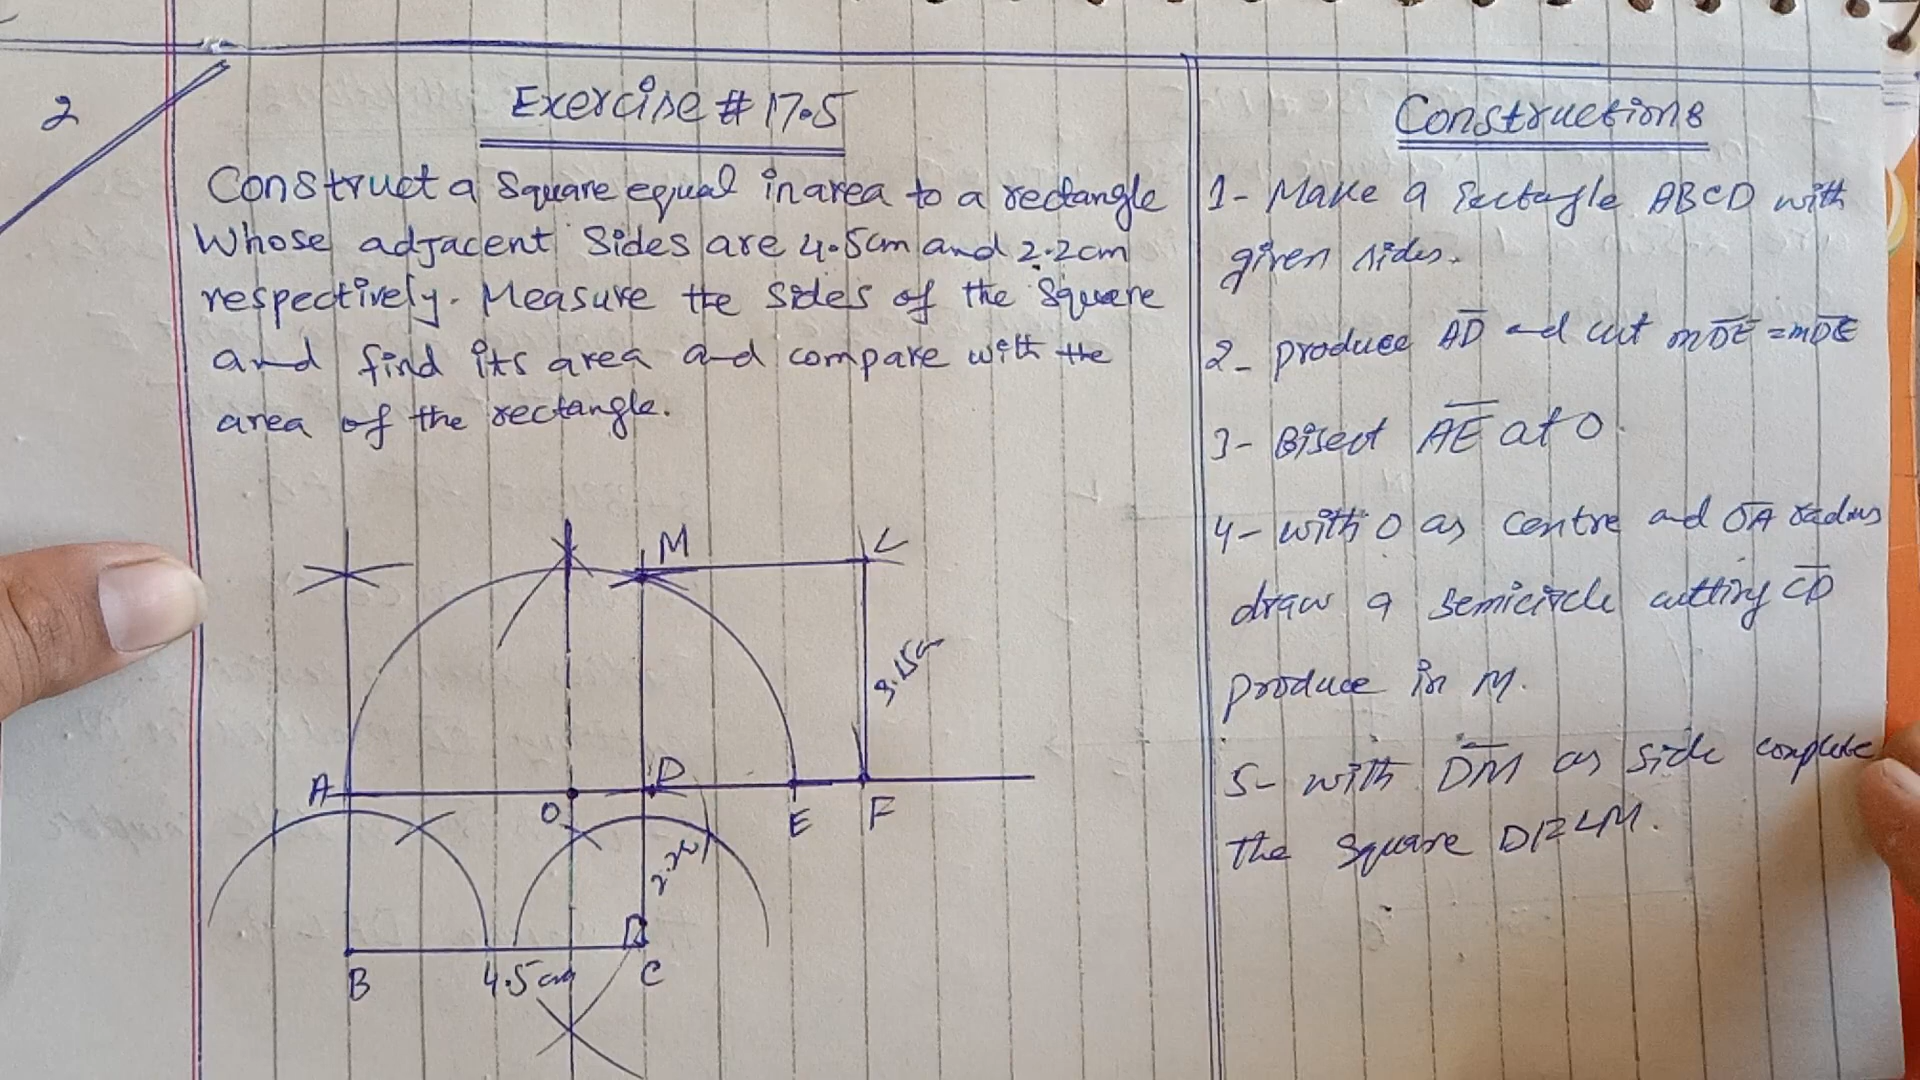 2
Exercise # 17.5
Construct a Square equal in area to a rectangle
Whose adjacent Sides are 4.5cm and 2.2cm
respectively. Measure the sides of the square
and find its area and compare with the
area of the rectangle.
M
L
3.15
A
O
D
E
F
2.2
B
4.5cm
C
Constructions
1- Make a rectangle ABCD with
given sides.
2- produce AD and cut mDE = mDC
3- Bisect AE at O.
4- with O as centre and OA radius
draw a semicircle cutting CD
produce in M.
5- with DM as side complete
the square DFLM.